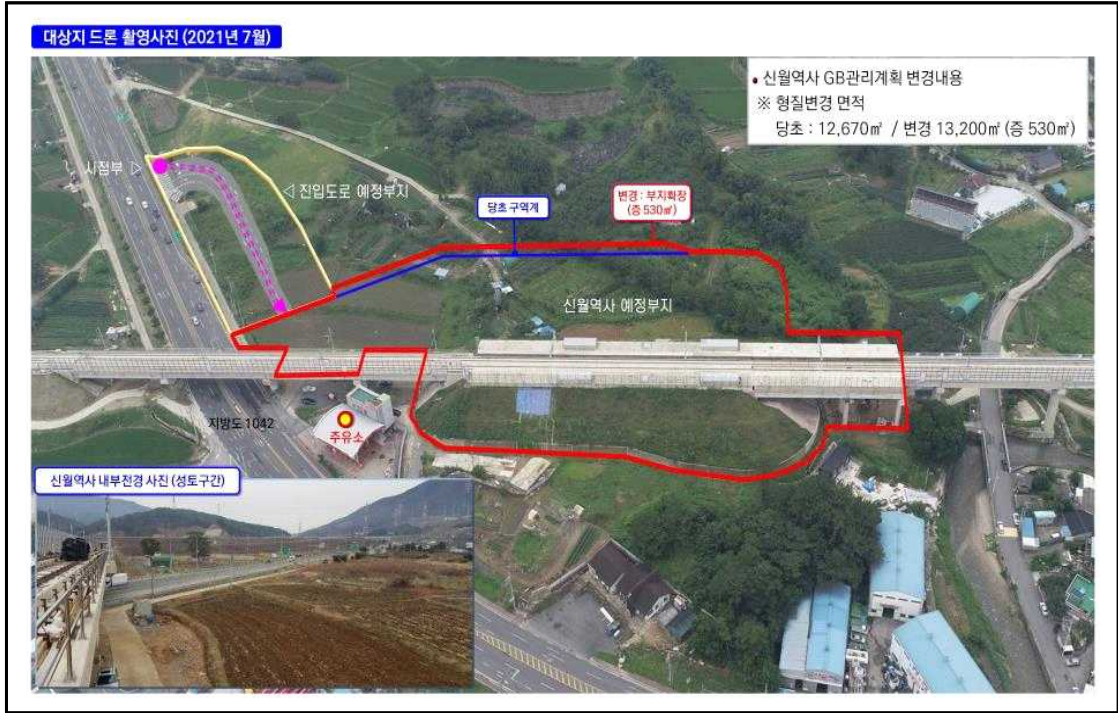 대상지 드론 촬영사진 (2021년 7월)
• 신월역사 GB관리계획 변경내용
※ 형질변경 면적
당초 : 12,670㎡ / 변경 13,200㎡ (증 530㎡)
시점부 ▷
◁ 진입도로 예정부지
당초 구역계
변경 : 부지확장
(증 530㎡)
신월역사 예정부지
지방도 1042
주유소
신월역사 내부전경 사진 (성토구간)